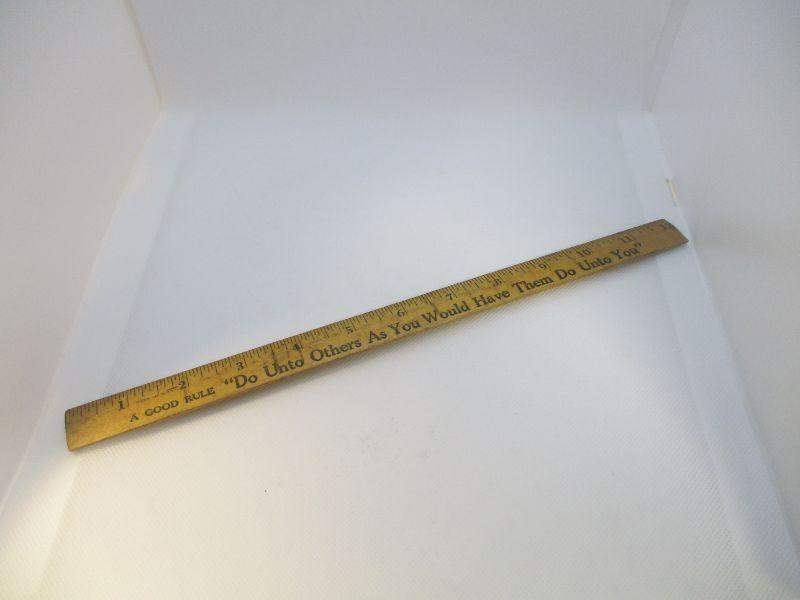 1 2 3 4 5 6 7 8 9 10 11 12
A GOOD RULE "Do Unto Others As You Would Have Them Do Unto You"